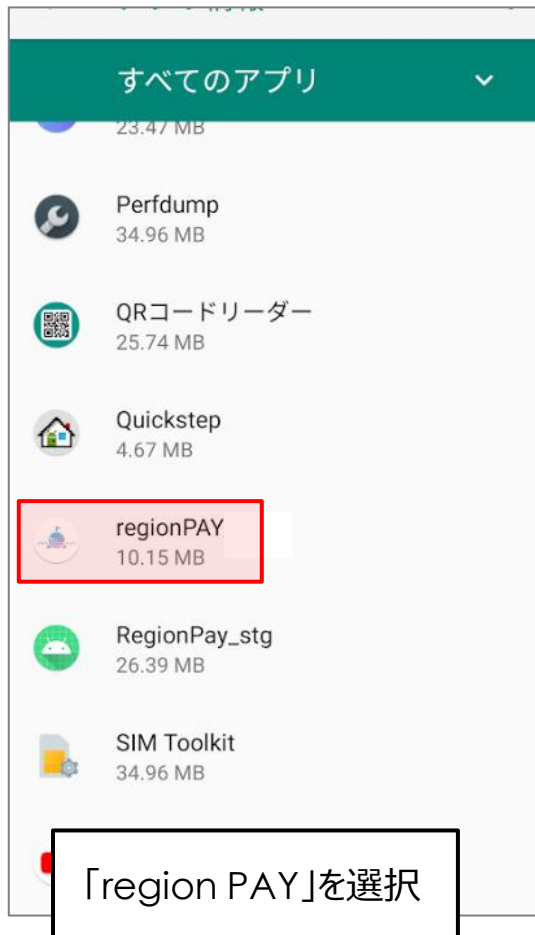 すべてのアプリ
23.47 MB
Perfdump
34.96 MB
QRコードリーダー
25.74 MB
Quickstep
4.67 MB
regionPAY
10.15 MB
RegionPay_stg
26.39 MB
SIM Toolkit
34.96 MB
「region PAY」を選択